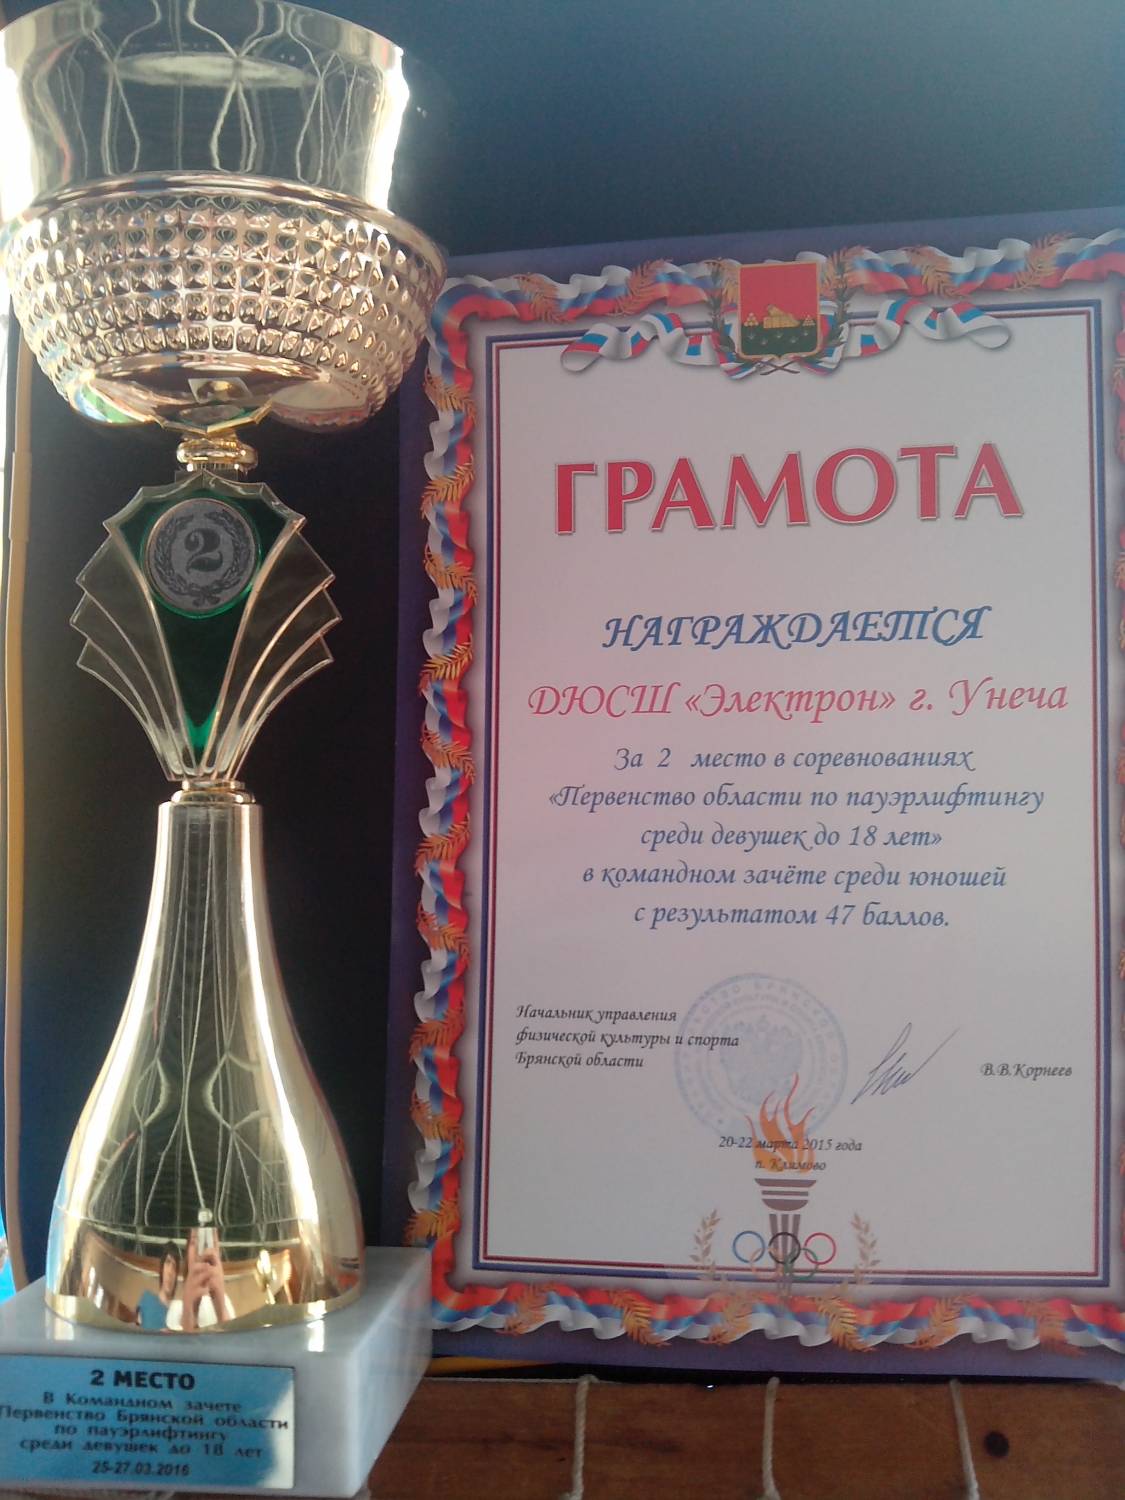 2
ГРАМОТА
НАГРАЖДАЕТСЯ
ДЮСШ «Электрон» г. Унеча
За 2 место в соревнованиях
«Первенство области по пауэрлифтингу
среди девушек до 18 лет»
в командном зачёте среди юношей
с результатом 47 баллов.
Начальник управления
физической культуры и спорта
Брянской области
В.В.Корнеев
20-22 марта 2015 года
п. Климово
2 МЕСТО
В Командном зачете
Первенство Брянской области
по пауэрлифтингу
среди девушек до 18 лет
25-27.03.2016